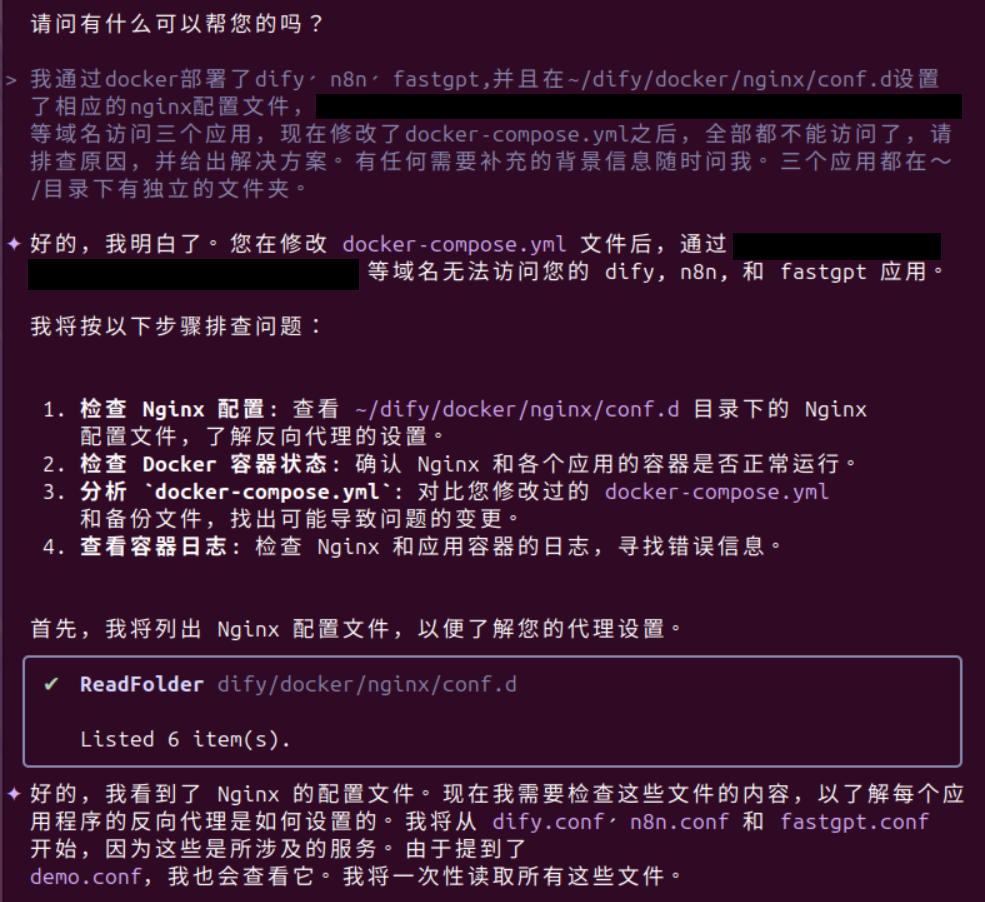 请问有什么可以帮您的吗？
> 我通过docker部署了dify、n8n、fastgpt,并且在~/dify/docker/nginx/conf.d设置
了相应的nginx配置文件，
等域名访问三个应用，现在修改了docker-compose.yml之后，全部都不能访问了，请
排查原因，并给出解决方案。有任何需要补充的背景信息随时问我。三个应用都在～
/目录下有独立的文件夹。
✦ 好的，我明白了。您在修改 docker-compose.yml 文件后，通过
等域名无法访问您的 dify, n8n, 和 fastgpt 应用。
我将按以下步骤排查问题：
1. 检查 Nginx 配置: 查看 ~/dify/docker/nginx/conf.d 目录下的 Nginx
配置文件，了解反向代理的设置。
2. 检查 Docker 容器状态: 确认 Nginx 和各个应用的容器是否正常运行。
3. 分析 `docker-compose.yml`: 对比您修改过的 docker-compose.yml
和备份文件，找出可能导致问题的变更。
4. 查看容器日志: 检查 Nginx 和应用容器的日志，寻找错误信息。
首先，我将列出 Nginx 配置文件，以便了解您的代理设置。
✔ ReadFolder dify/docker/nginx/conf.d
Listed 6 item(s).
✦ 好的，我看到了 Nginx 的配置文件。现在我需要检查这些文件的内容，以了解每个应
用程序的反向代理是如何设置的。我将从 dify.conf、n8n.conf 和 fastgpt.conf
开始，因为这些是所涉及的服务。由于提到了
demo.conf，我也会查看它。我将一次性读取所有这些文件。